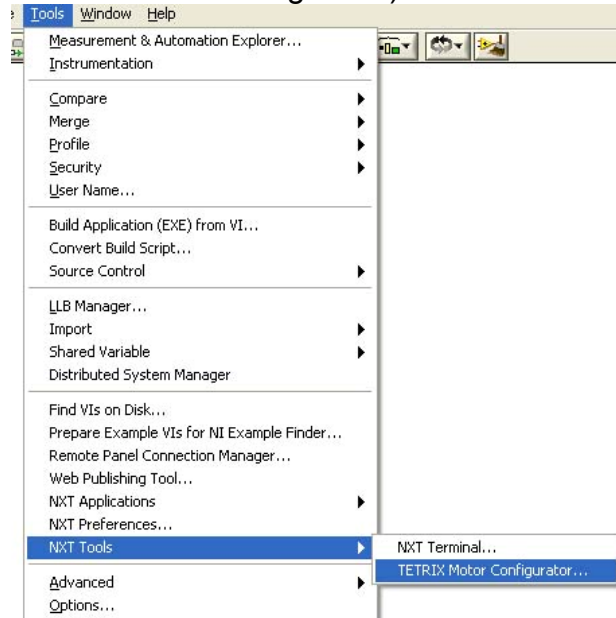 Tools Window Help
Measurement & Automation Explorer...
Instrumentation
Compare
Merge
Profile
Security
User Name...
Build Application (EXE) from VI...
Convert Build Script...
Source Control
LLB Manager...
Import
Shared Variable
Distributed System Manager
Find VIs on Disk...
Prepare Example VIs for NI Example Finder...
Remote Panel Connection Manager...
Web Publishing Tool...
NXT Applications
NXT Preferences...
NXT Tools
NXT Terminal...
TETRIX Motor Configurator...
Advanced
Options...